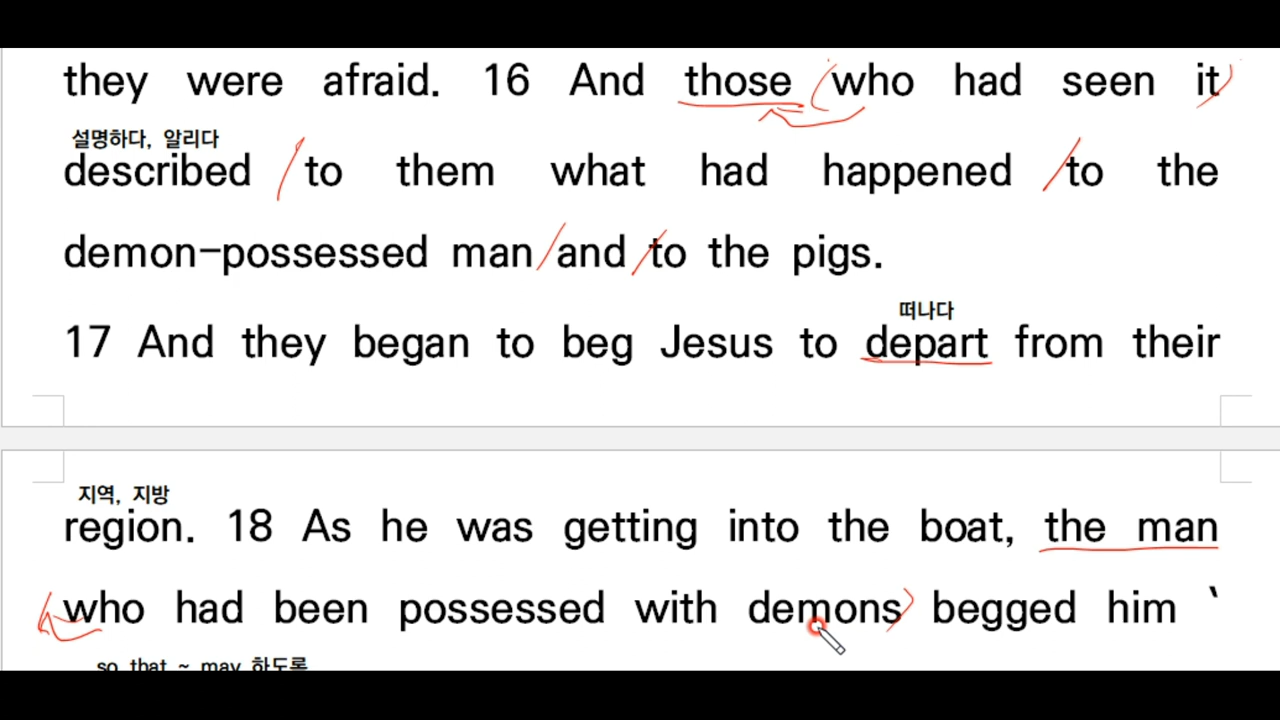 they were afraid. 16 And those who had seen it
설명하다, 알리다
described to them what had happened to the
demon-possessed man and to the pigs.
떠나다
17 And they began to beg Jesus to depart from their
지역, 지방
region. 18 As he was getting into the boat, the man
who had been possessed with demons begged him `
so that ~ may 하도록